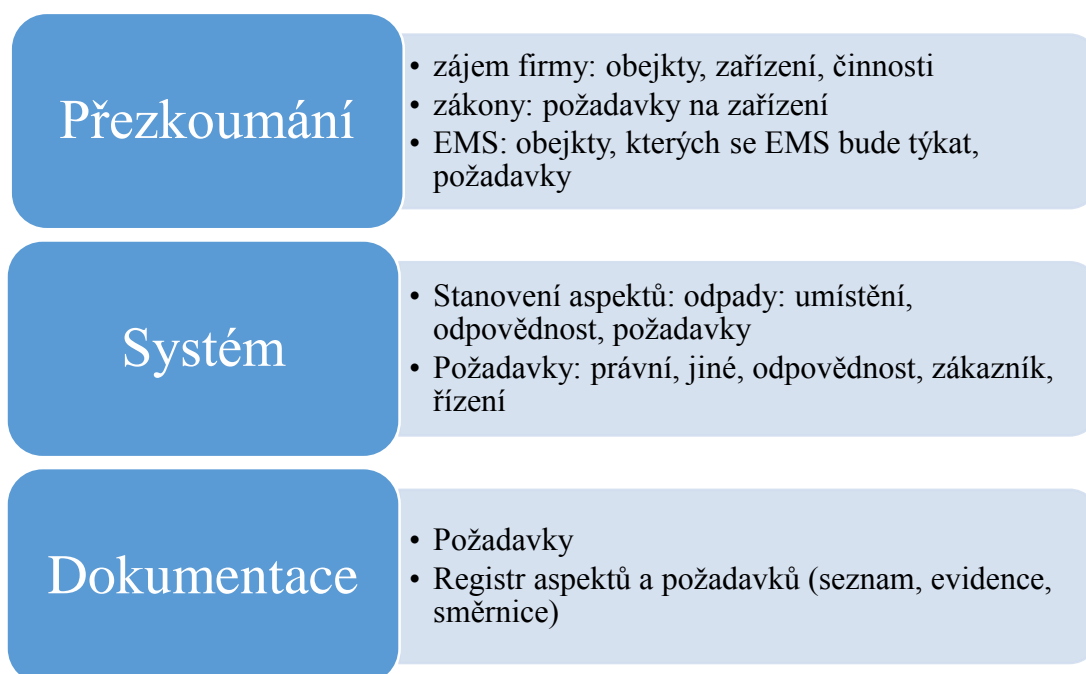 Přezkoumání
• zájem firmy: obejkty, zařízení, činnosti
• zákony: požadavky na zařízení
• EMS: obejkty, kterých se EMS bude týkat,
požadavky
Systém
• Stanovení aspektů: odpady: umístění,
odpovědnost, požadavky
• Požadavky: právní, jiné, odpovědnost, zákazník,
řízení
Dokumentace
• Požadavky
• Registr aspektů a požadavků (seznam, evidence,
směrnice)